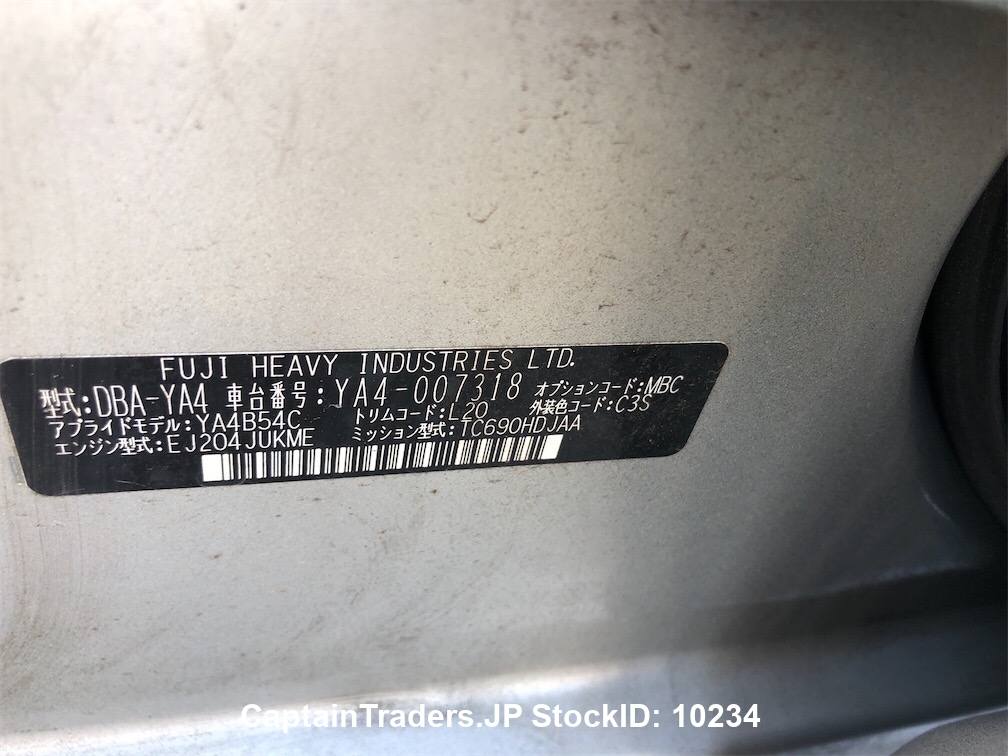 FUJI HEAVY INDUSTRIES LTD.
型式:DBA-YA4 車台番号:YA4-007318 オプションコード:MBC
アプライドモデル:YA4B54C トリムコード:L20 外装色コード:C3S
エンジン型式:EJ204JUKME ミッション型式:TC690HDJAA
CaptainTraders.JP StockID: 10234